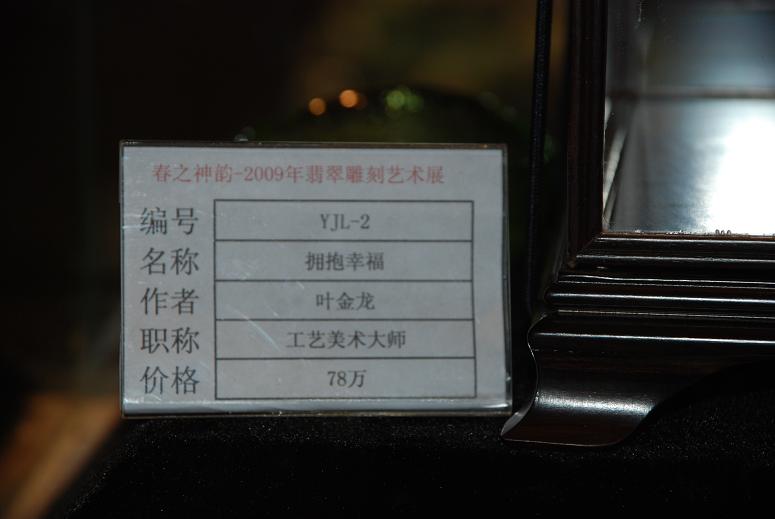 春之神韵-2009年翡翠雕刻艺术展
编号 YJL-2
名称 拥抱幸福
作者 叶金龙
职称 工艺美术大师
价格 78万